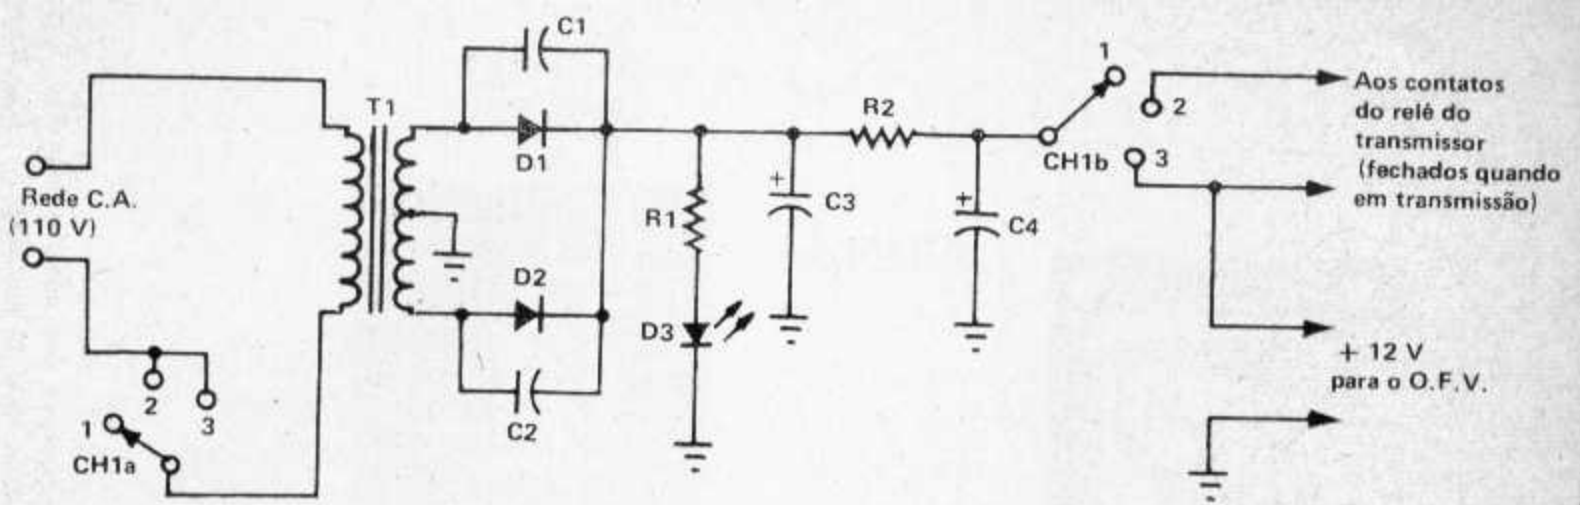 C1
T1
D1
D2
C2
Rede C.A.
(110 V)
1
2
3
CH1a
R1
D3
+
C3
R2
+
C4
1
2
3
CH1b
Aos contatos
do relê do
transmissor
(fechados quando
em transmissão)
+ 12 V
para o O.F.V.